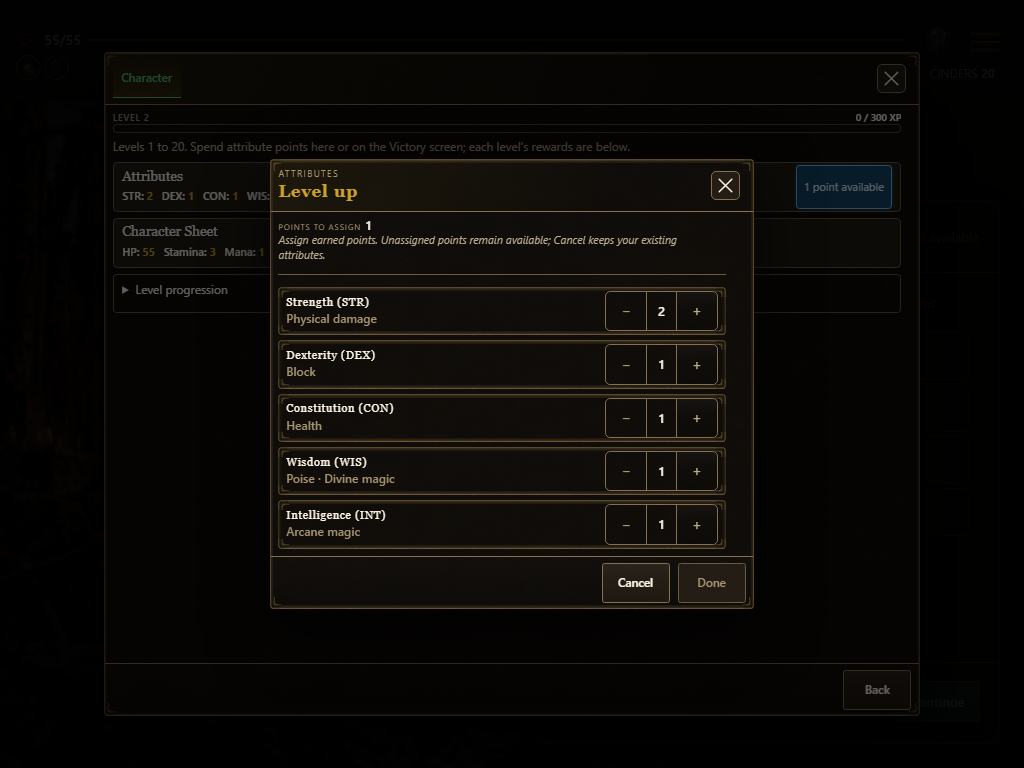 55/55
CINDERS 20
Character
LEVEL 2
0 / 300 XP
Levels 1 to 20. Spend attribute points here or on the Victory screen; each level's rewards are below.
Attributes
STR: 2 DEX: 1 CON: 1 WIS:
1 point available
Character Sheet
HP: 55 Stamina: 3 Mana: 1
Level progression
ATTRIBUTES
Level up
POINTS TO ASSIGN 1
Assign earned points. Unassigned points remain available; Cancel keeps your existing
attributes.
Strength (STR)
Physical damage
− 2 +
Dexterity (DEX)
Block
− 1 +
Constitution (CON)
Health
− 1 +
Wisdom (WIS)
Poise · Divine magic
− 1 +
Intelligence (INT)
Arcane magic
− 1 +
Cancel
Done
Back